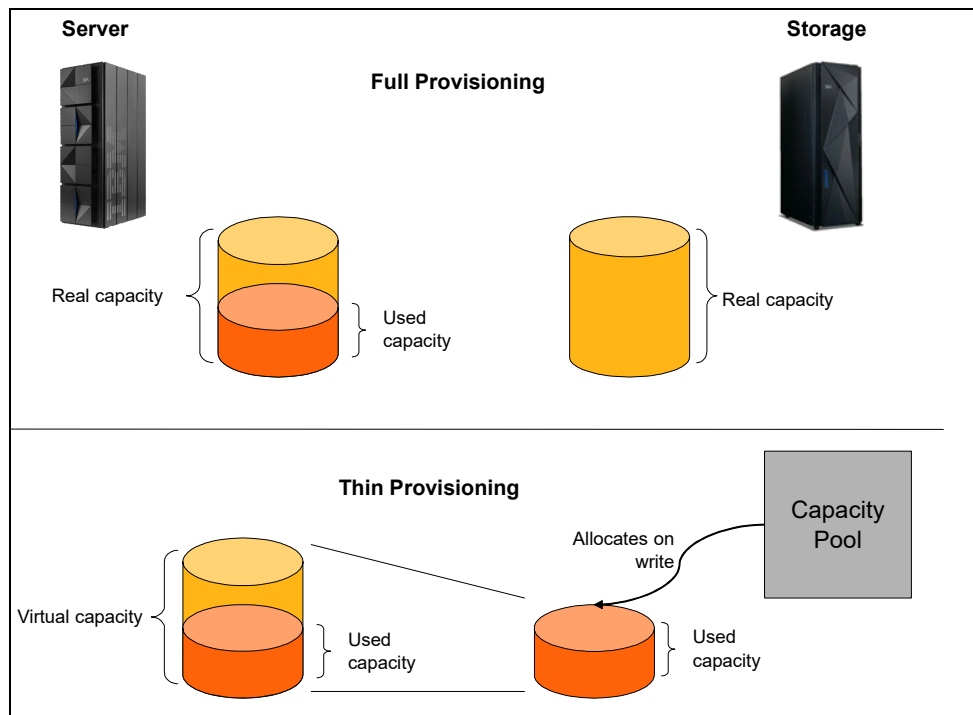 Server
Storage
Full Provisioning
IBM
Real capacity
Used
capacity
Real capacity
Thin Provisioning
Capacity
Pool
Allocates on
write
Virtual capacity
Used
capacity
Used
capacity